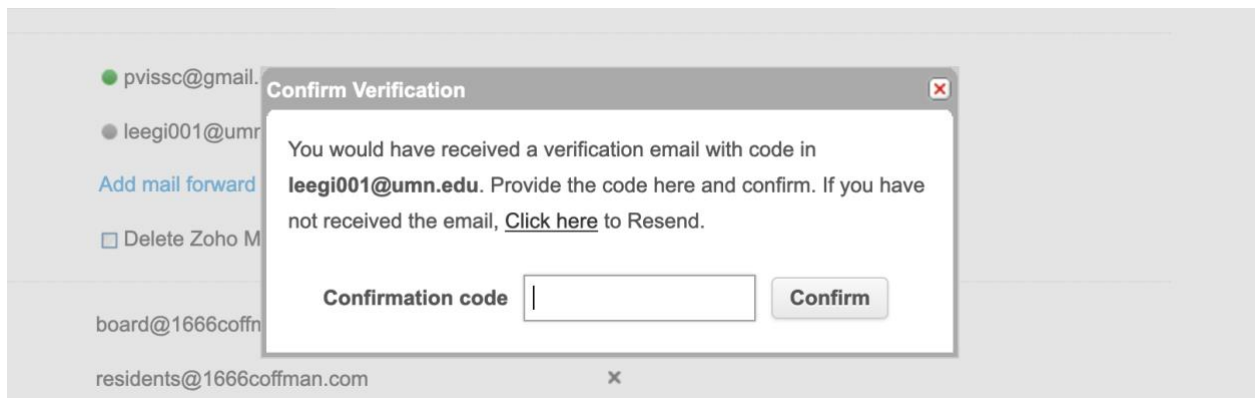 pvissc@gmail.
Confirm Verification
leegi001@umn
You would have received a verification email with code in
leegi001@umn.edu. Provide the code here and confirm. If you have
Add mail forward
not received the email, Click here to Resend.
Delete Zoho M
Confirmation code
Confirm
board@1666coffn
residents@1666coffman.com